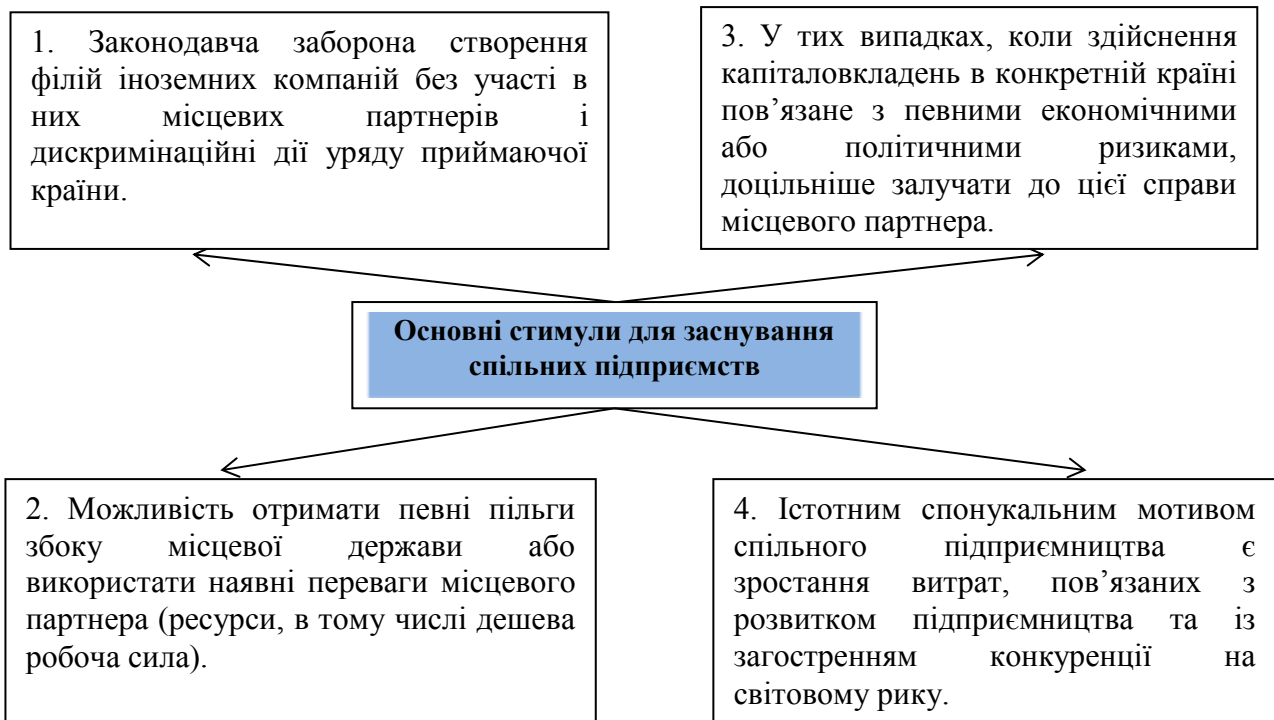 1. Законодавча заборона створення
філій іноземних компаній без участі в
них місцевих партнерів і
дискримінаційні дії уряду приймаючої
країни.
3. У тих випадках, коли здійснення
капіталовкладень в конкретній країні
пов’язане з певними економічними
або політичними ризиками,
доцільніше залучати до цієї справи
місцевого партнера.
Основні стимули для заснування
спільних підприємств
2. Можливість отримати певні пільги
збоку місцевої держави або
використати наявні переваги місцевого
партнера (ресурси, в тому числі дешева
робоча сила).
4. Істотним спонукальним мотивом
спільного підприємництва є
зростання витрат, пов’язаних з
розвитком підприємництва та із
загостренням конкуренції на
світовому рику.